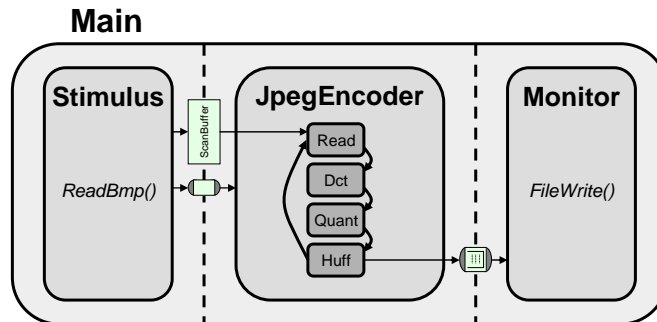 Main
Stimulus
ReadBmp()
ScanBuffer
JpegEncoder
Read
Dct
Quant
Huff
Monitor
FileWrite()